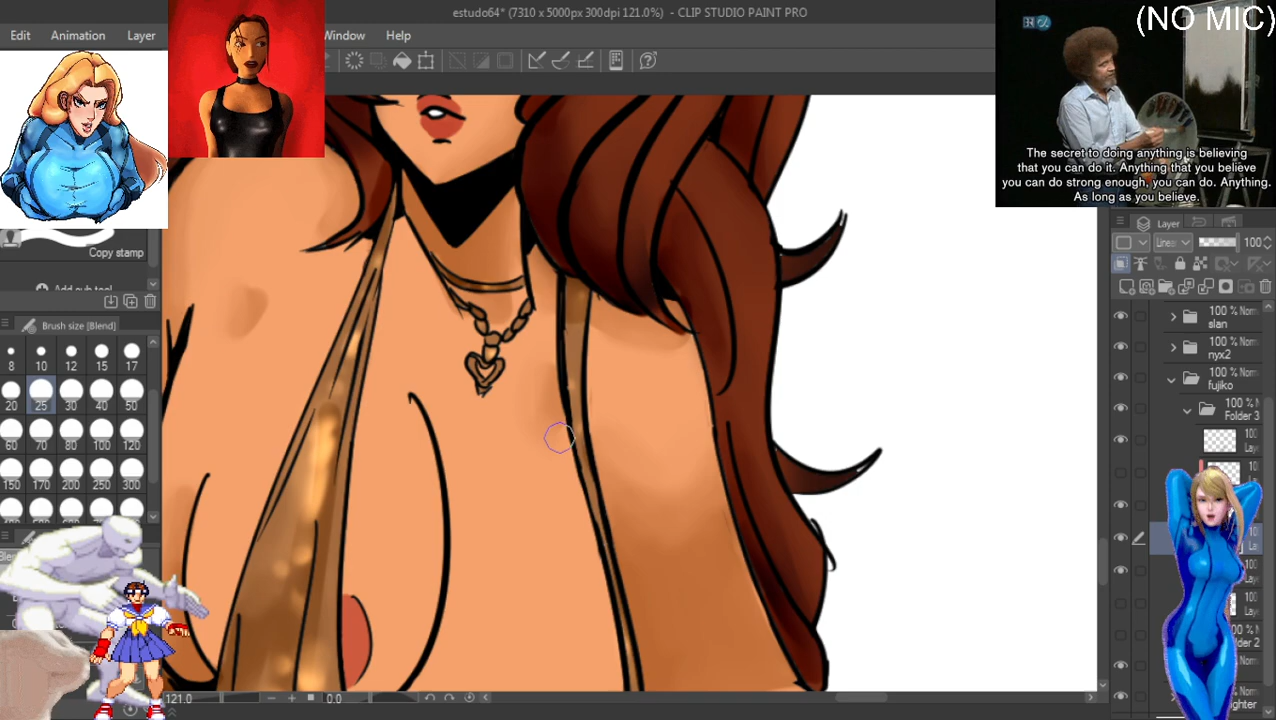 estudo64* (7310 x 5000px 300dpi 121.0%) - CLIP STUDIO PAINT PRO
(NO MIC)
Edit Animation Layer Window Help
The secret to doing anything is believing
that you can do it. Anything that you believe
you can do strong enough, you can do. Anything.
As long as you believe.
Layer
100
Copy stamp
Add sub tool
Brush size [Blend]
8 10 12 15 17
20 25 30 40 50
60 70 80 100 120
150 170 200 250 300
100 %
slan
100 %
nyx2
100 %
fujiko
100 %
Folder 3
121.0
0.0